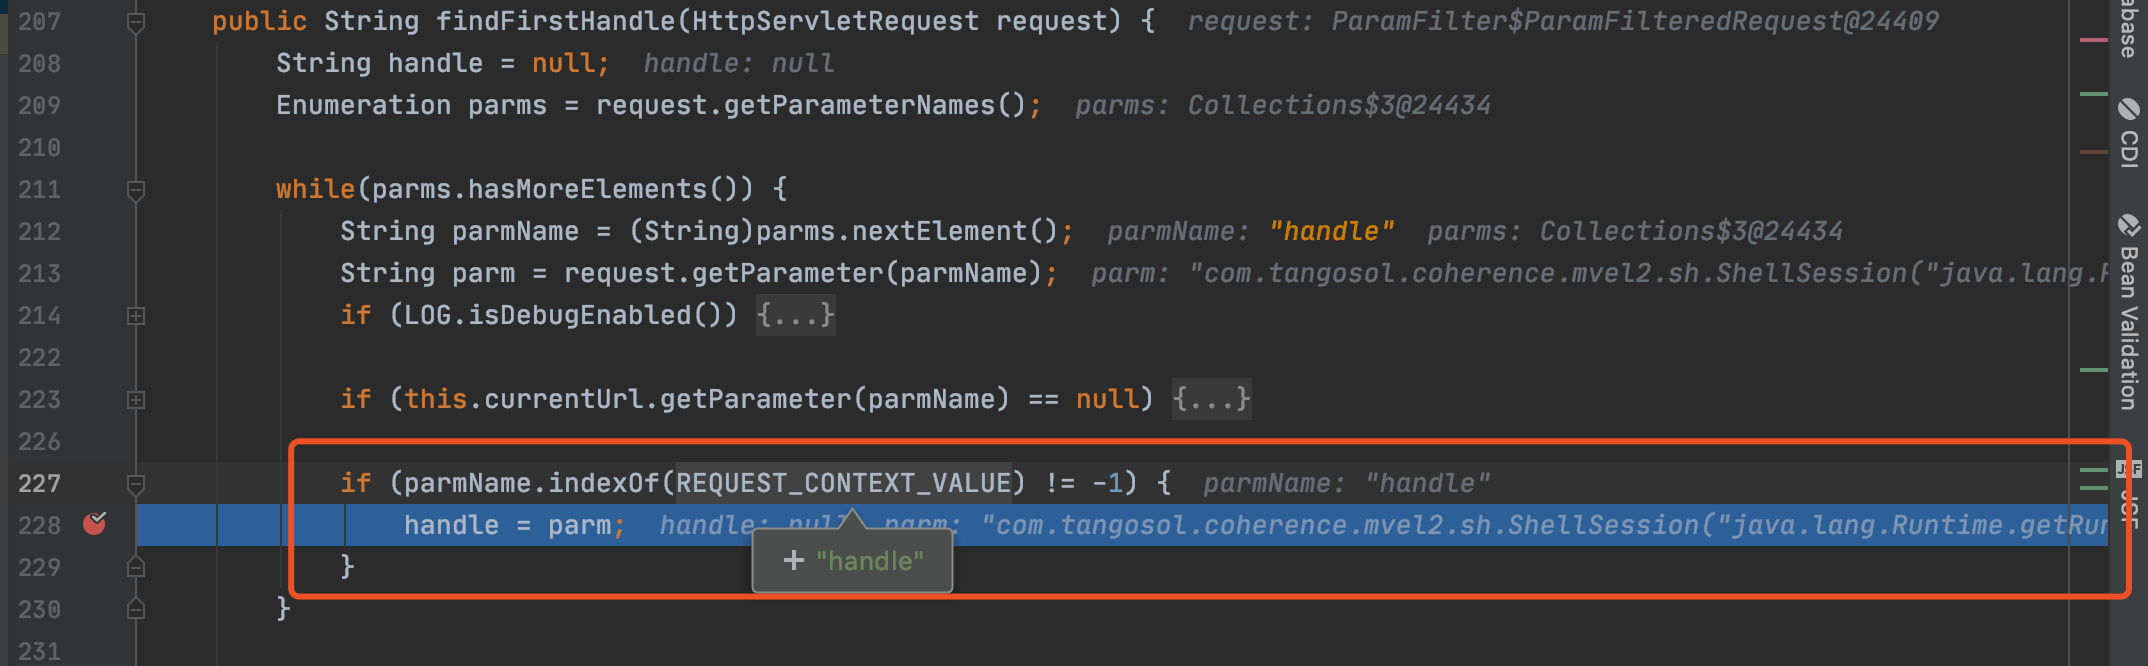 207 public String findFirstHandle(HttpServletRequest request) { request: ParamFilter$ParamFilteredRequest@24409
208 String handle = null; handle: null
209 Enumeration parms = request.getParameterNames(); parms: Collections$3@24434
210
211 while(parms.hasMoreElements()) {
212 String parmName = (String)parms.nextElement(); parmName: "handle" parms: Collections$3@24434
213 String parm = request.getParameter(parmName); parm: "com.tangosol.coherence.mvel2.sh.ShellSession("java.lang.
214 if (LOG.isDebugEnabled()) {...}
222
223 if (this.currentUrl.getParameter(parmName) == null) {...}
226
227 if (parmName.indexOf(REQUEST_CONTEXT_VALUE) != -1) { parmName: "handle"
228 handle = parm; handle: null parm: "com.tangosol.coherence.mvel2.sh.ShellSession("java.lang.Runtime.getRun
+ "handle"
229 }
230 }
231
abase
CDI
Bean Validation
JSF
JSF